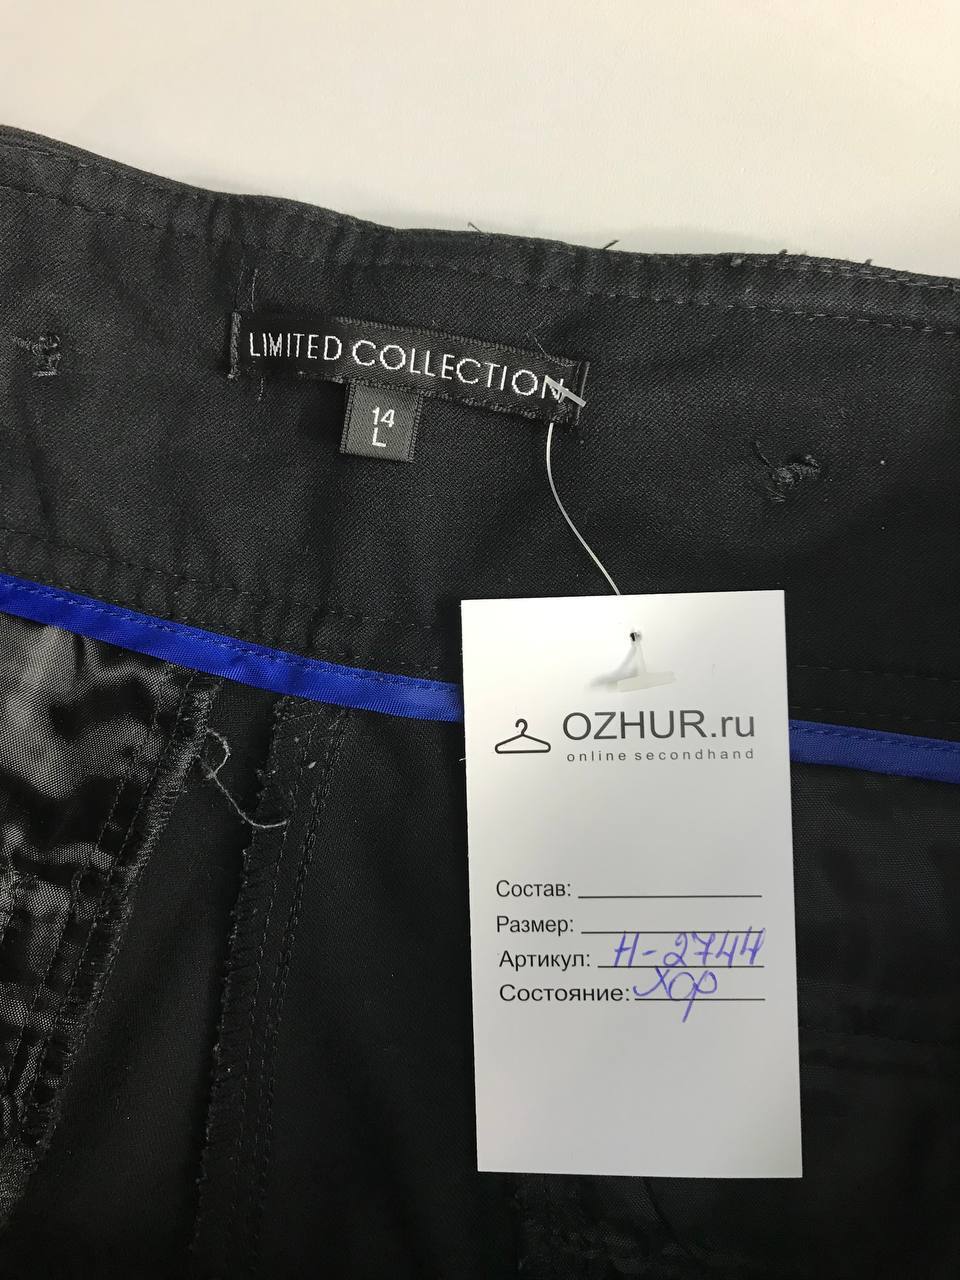 LIMITED COLLECTION
14
L
OZHUR.ru
online secondhand
Состав:
Размер:
Артикул: Н-2744
Состояние: хор